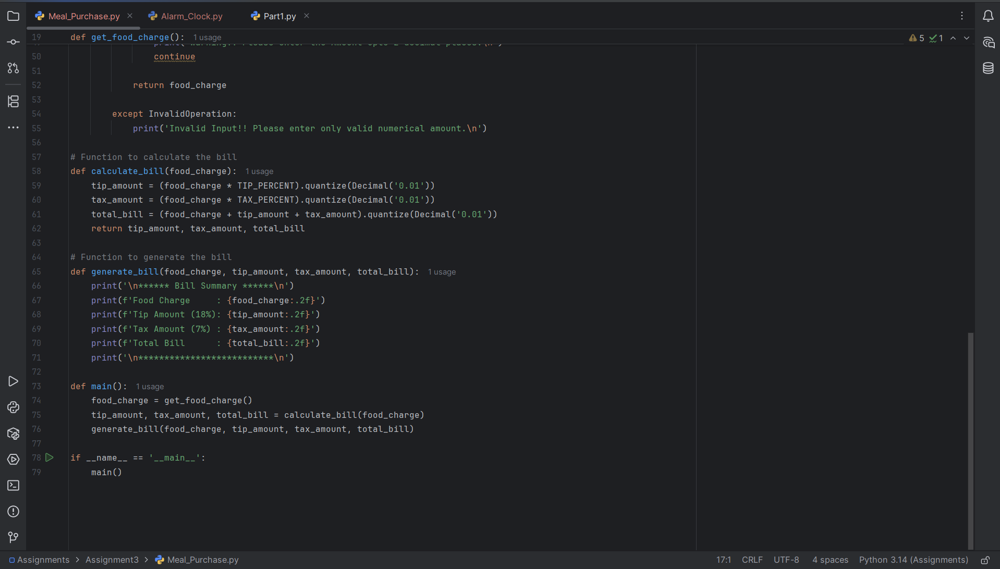 Meal_Purchase.py Alarm_Clock.py Part1.py
19 def get_food_charge(): 1 usage 5 1
50 continue
51
52 return food_charge
53
54 except InvalidOperation:
55 print('Invalid Input!! Please enter only valid numerical amount.\n')
56
57 # Function to calculate the bill
58 def calculate_bill(food_charge): 1 usage
59 tip_amount = (food_charge * TIP_PERCENT).quantize(Decimal('0.01'))
60 tax_amount = (food_charge * TAX_PERCENT).quantize(Decimal('0.01'))
61 total_bill = (food_charge + tip_amount + tax_amount).quantize(Decimal('0.01'))
62 return tip_amount, tax_amount, total_bill
63
64 # Function to generate the bill
65 def generate_bill(food_charge, tip_amount, tax_amount, total_bill): 1 usage
66 print('\n****** Bill Summary ******\n')
67 print(f'Food Charge     : {food_charge:.2f}')
68 print(f'Tip Amount (18%): {tip_amount:.2f}')
69 print(f'Tax Amount (7%) : {tax_amount:.2f}')
70 print(f'Total Bill      : {total_bill:.2f}')
71 print('\n**************************\n')
72
73 def main(): 1 usage
74 food_charge = get_food_charge()
75 tip_amount, tax_amount, total_bill = calculate_bill(food_charge)
76 generate_bill(food_charge, tip_amount, tax_amount, total_bill)
77
78 if __name__ == '__main__':
79 main()
Assignments > Assignment3 > Meal_Purchase.py 17:1 CRLF UTF-8 4 spaces Python 3.14 (Assignments)